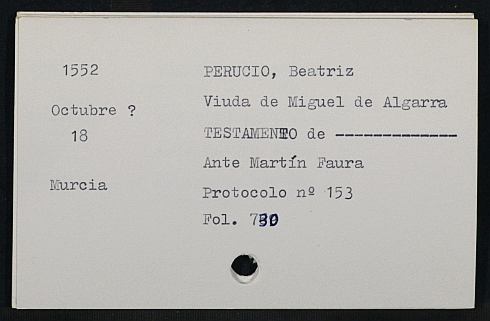 1552
PERUCIO, Beatriz
Octubre ?
Viuda de Miguel de Algarra
18
TESTAMENTO de -------------
Ante Martín Faura
Murcia
Protocolo nº 153
Fol.